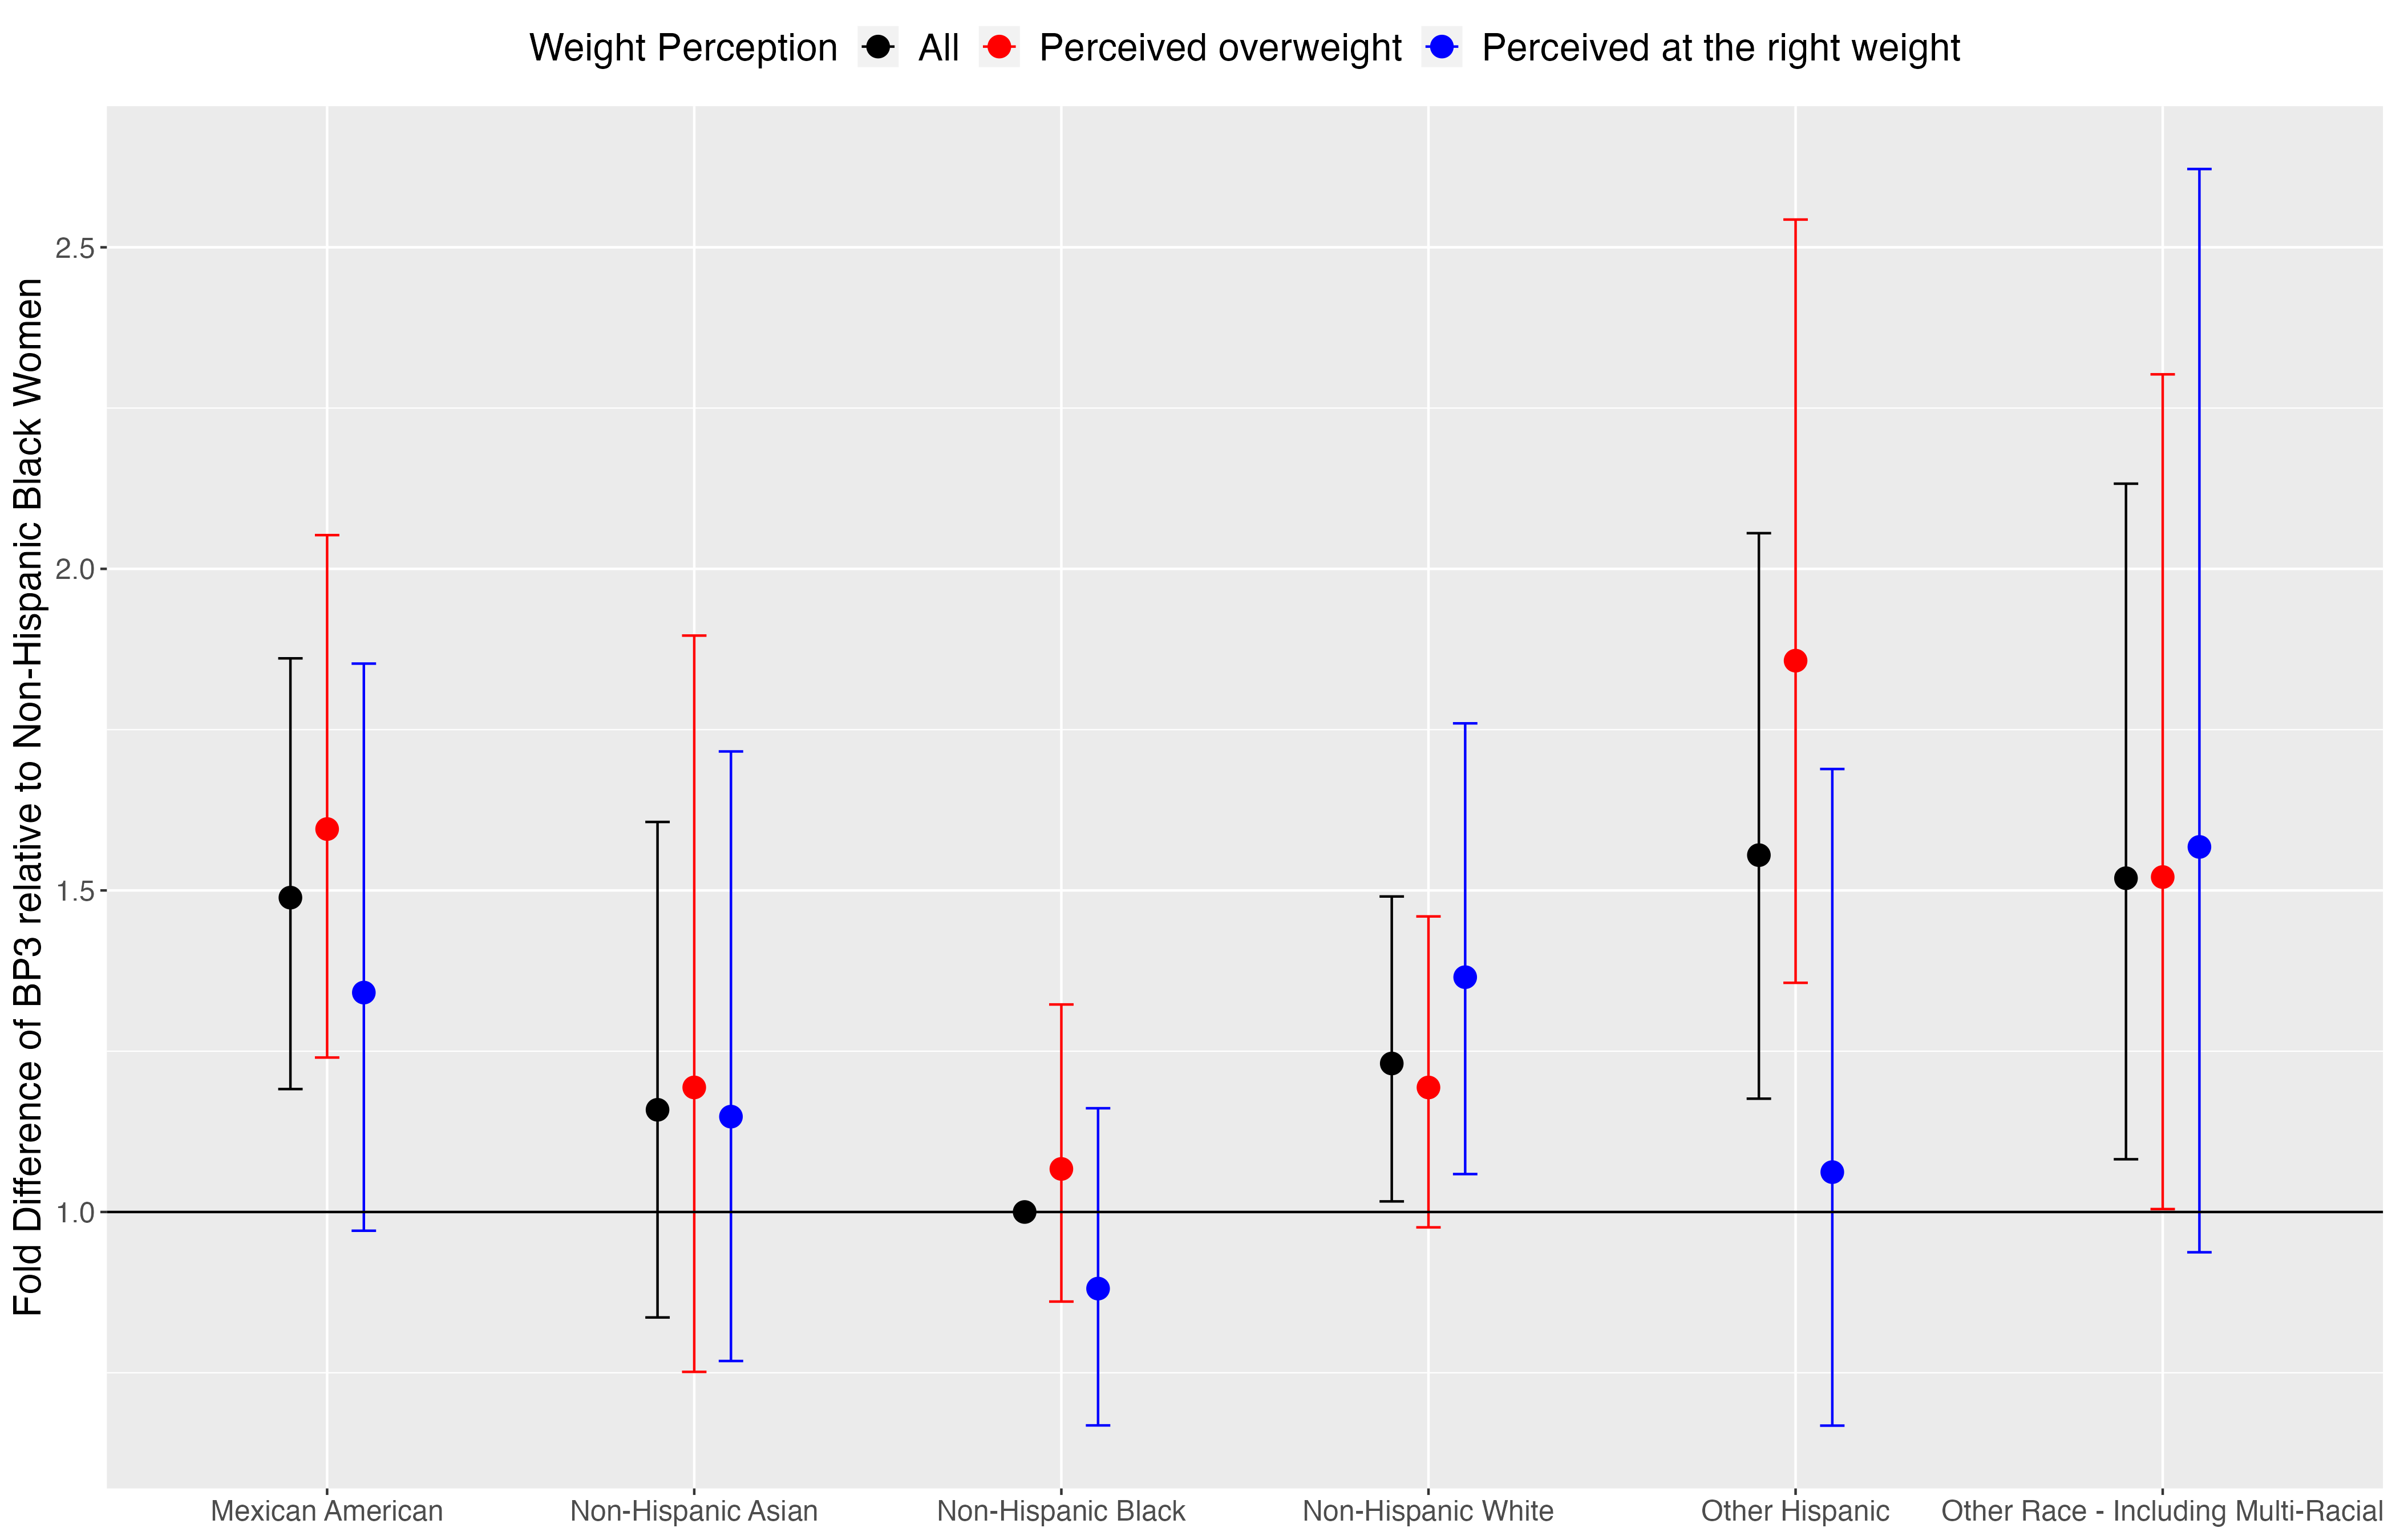 Weight Perception All Perceived overweight Perceived at the right weight
Fold Difference of BP3 relative to Non-Hispanic Black Women
2.5
2.0
1.5
1.0
Mexican American Non-Hispanic Asian Non-Hispanic Black Non-Hispanic White Other Hispanic Other Race - Including Multi-Racial